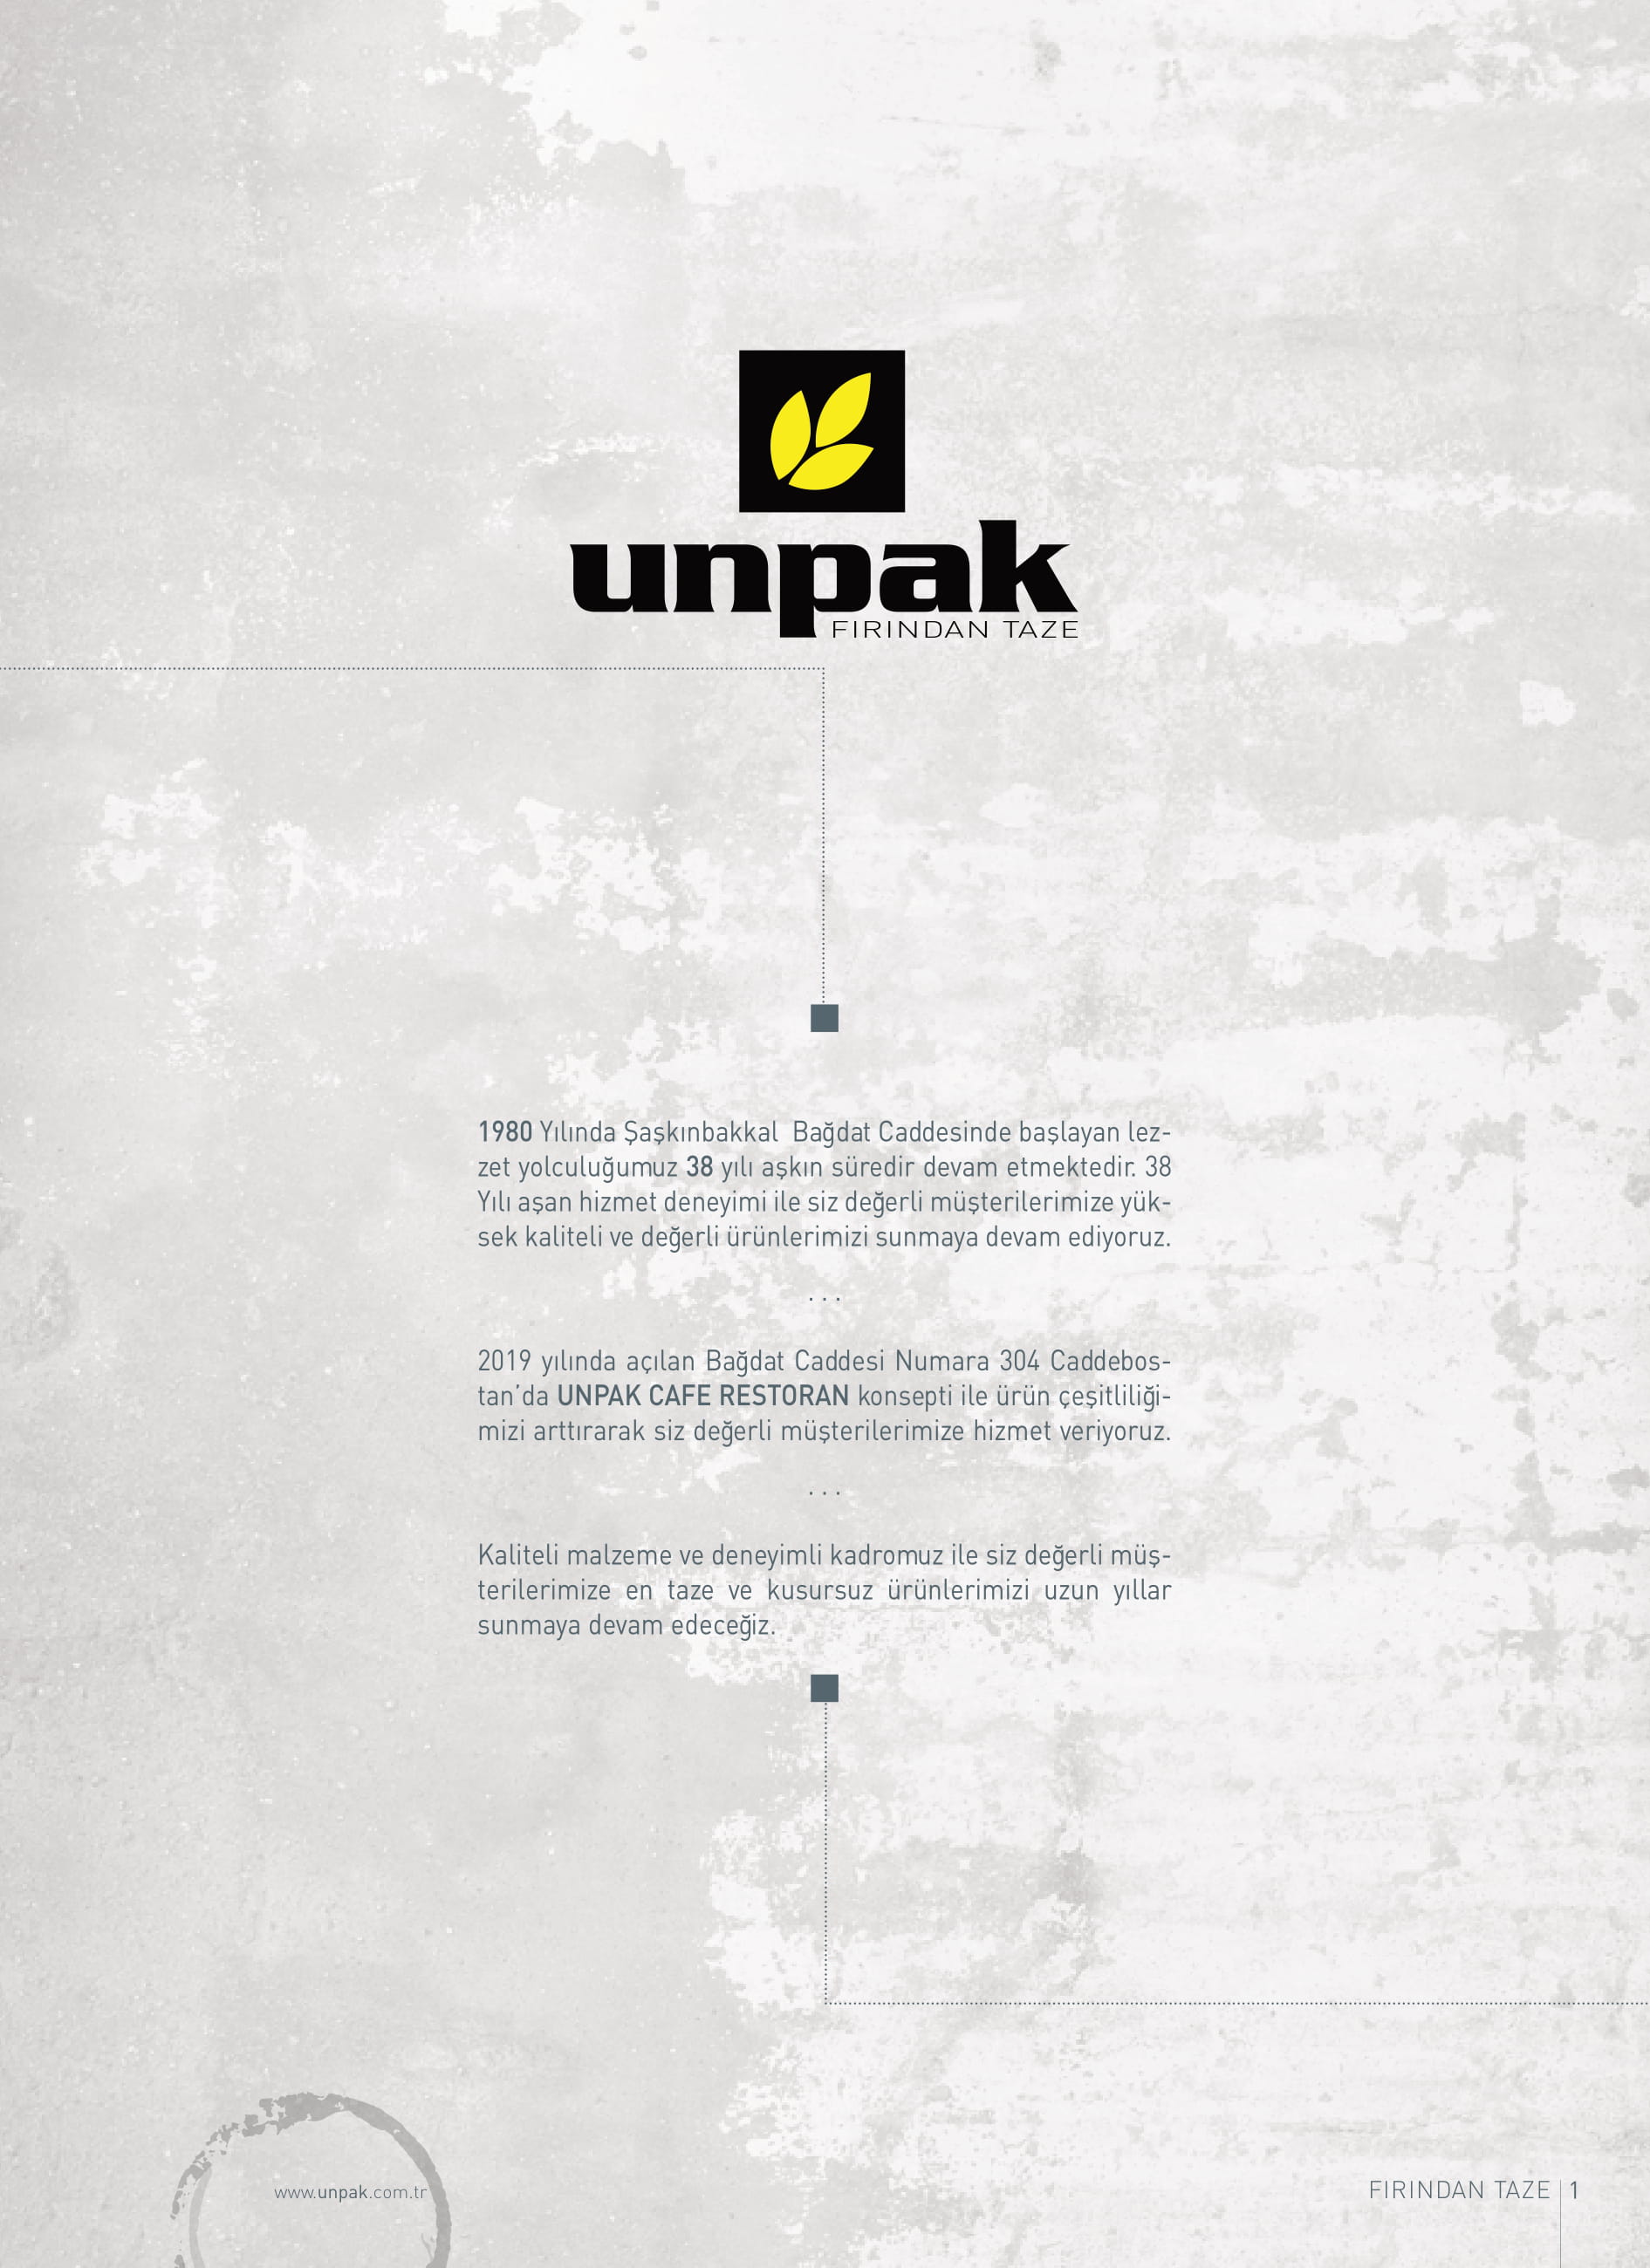 unpak
FIRINDAN TAZE
1980 Yılında Şaşkınbakkal Bağdat Caddesinde başlayan lez-
zet yolculuğumuz 38 yılı aşkın süredir devam etmektedir. 38
Yılı aşan hizmet deneyimi ile siz değerli müşterilerimize yük-
sek kaliteli ve değerli ürünlerimizi sunmaya devam ediyoruz.
. . .
2019 yılında açılan Bağdat Caddesi Numara 304 Caddebos-
tan'da UNPAK CAFE RESTORAN konsepti ile ürün çeşitliliği-
mizi arttırarak siz değerli müşterilerimize hizmet veriyoruz.
. . .
Kaliteli malzeme ve deneyimli kadromuz ile siz değerli müş-
terilerimize en taze ve kusursuz ürünlerimizi uzun yıllar
sunmaya devam edeceğiz.
www.unpak.com.tr
FIRINDAN TAZE 1